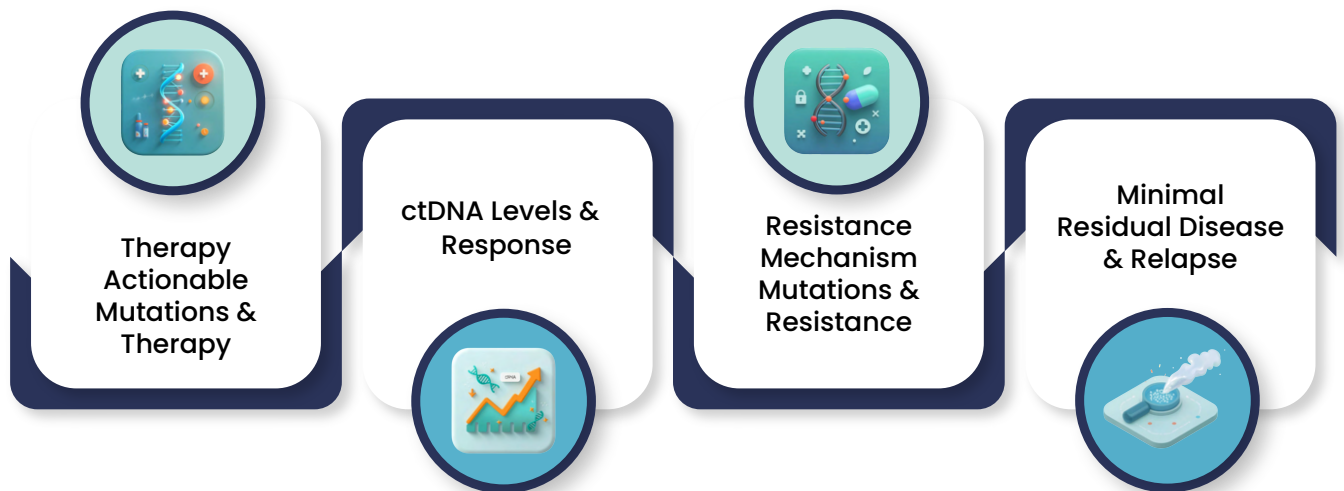 Therapy
Actionable
Mutations &
Therapy
ctDNA Levels &
Response
Resistance
Mechanism
Mutations &
Resistance
Minimal
Residual Disease
& Relapse